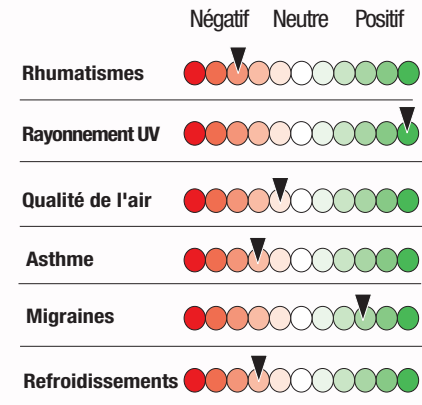 Négatif Neutre Positif
Rhumatismes
Rayonnement UV
Qualité de l'air
Asthme
Migraines
Refroidissements